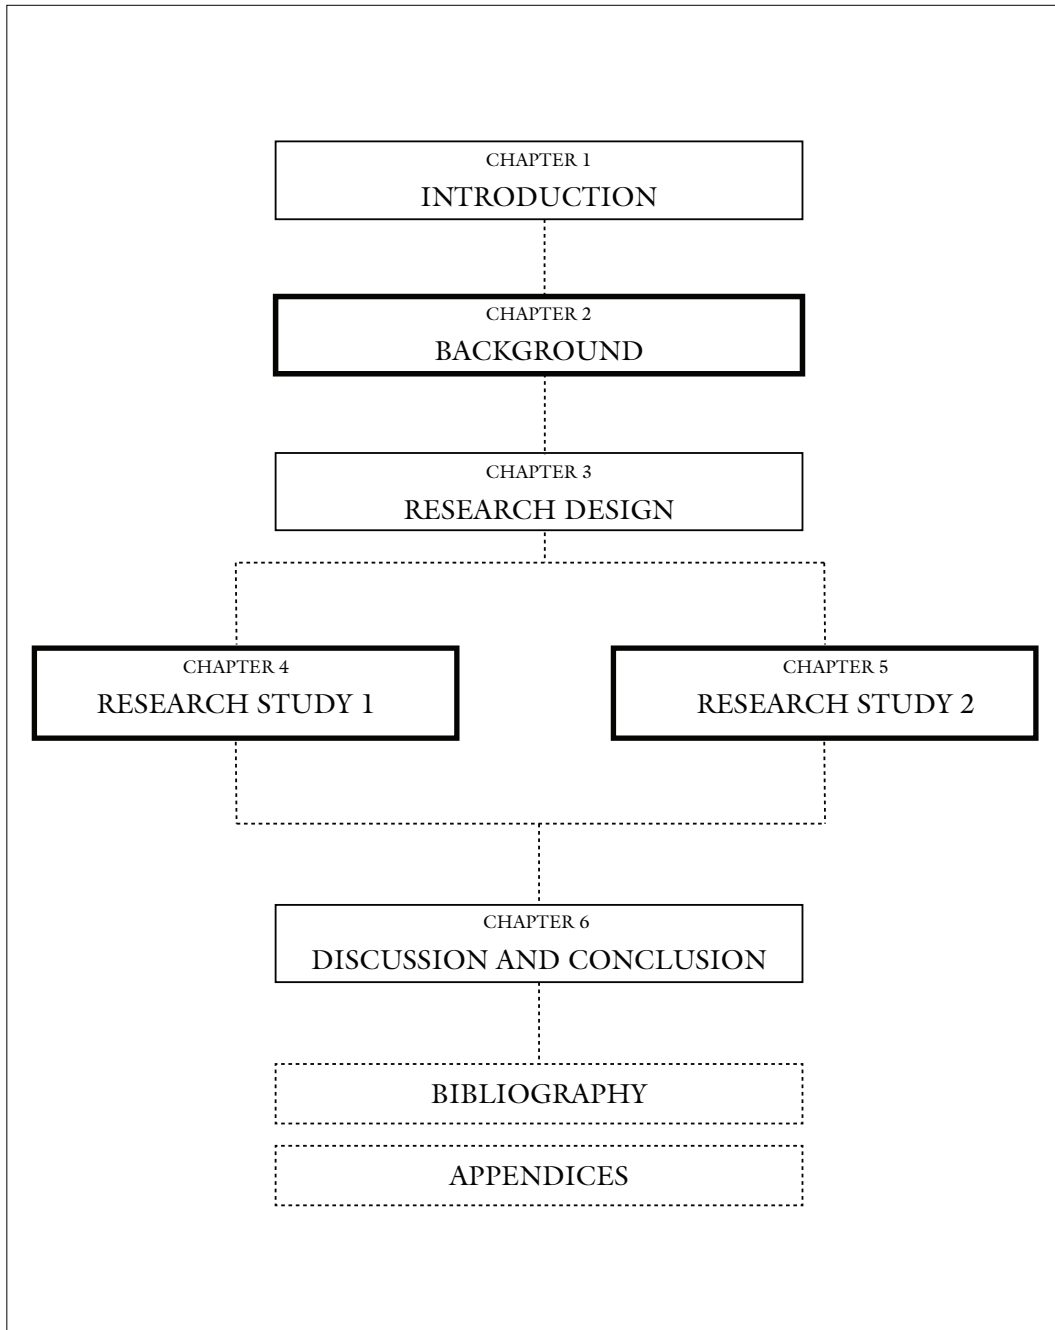 CHAPTER 1
INTRODUCTION
CHAPTER 2
BACKGROUND
CHAPTER 3
RESEARCH DESIGN
CHAPTER 4
RESEARCH STUDY 1
CHAPTER 5
RESEARCH STUDY 2
CHAPTER 6
DISCUSSION AND CONCLUSION
BIBLIOGRAPHY
APPENDICES